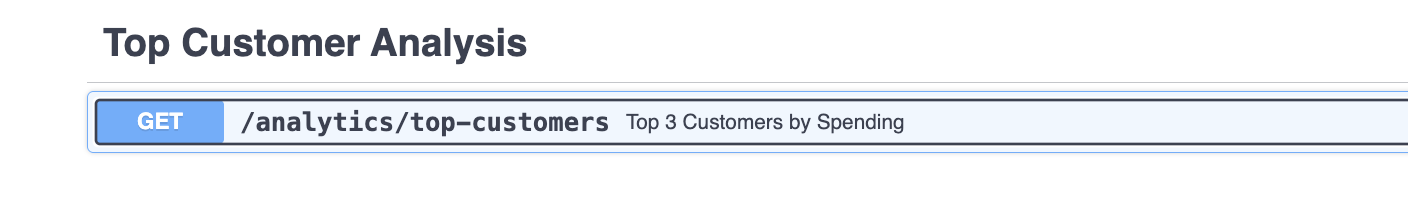 Top Customer Analysis
GET /analytics/top-customers Top 3 Customers by Spending